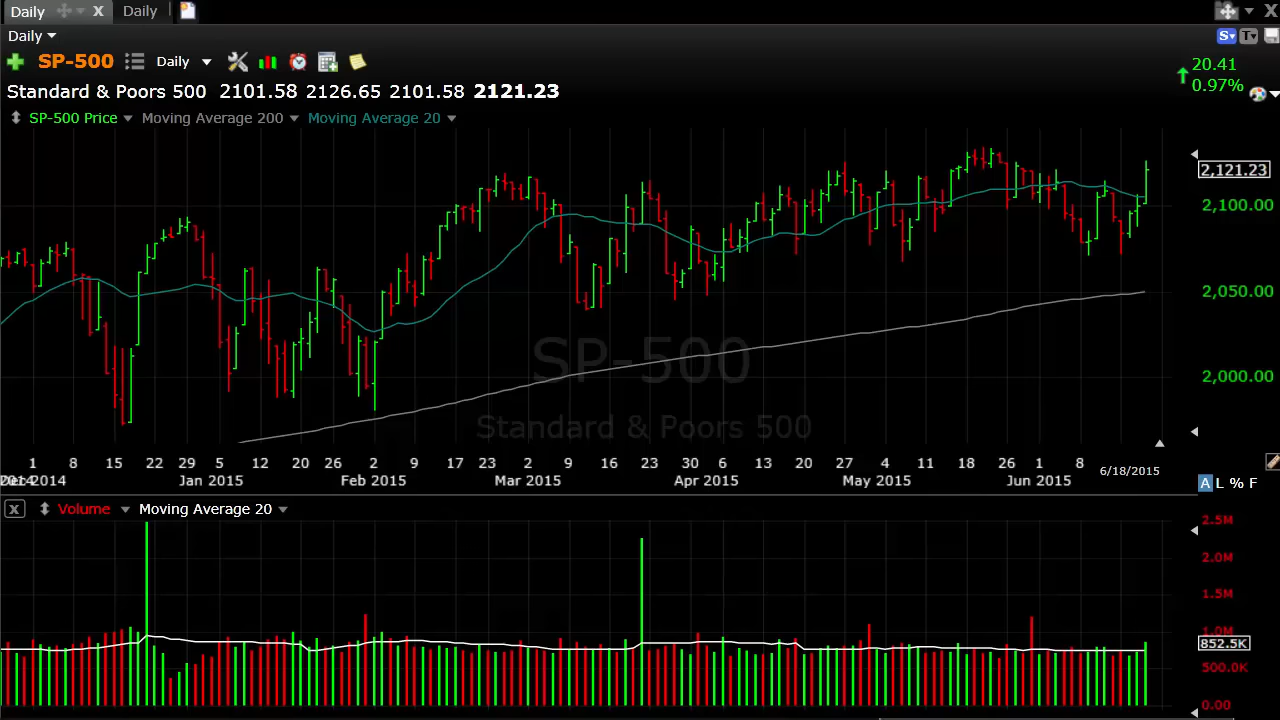 Daily X Daily X
Daily S T
SP-500 Daily
20.41
0.97%
Standard & Poors 500 2101.58 2126.65 2101.58 2121.23
SP-500 Price Moving Average 200 Moving Average 20
2,121.23
2,100.00
2,050.00
SP-500
2,000.00
Standard & Poors 500
1 8 15 22 29 5 12 20 26 2 9 17 23 2 9 16 23 30 6 13 20 27 4 11 18 26 1 8 6/18/2015
2014 Jan 2015 Feb 2015 Mar 2015 Apr 2015 May 2015 Jun 2015
A L % F
X Volume Moving Average 20
2.5M
2.0M
1.5M
1.0M
852.5K
500.0K
0.00